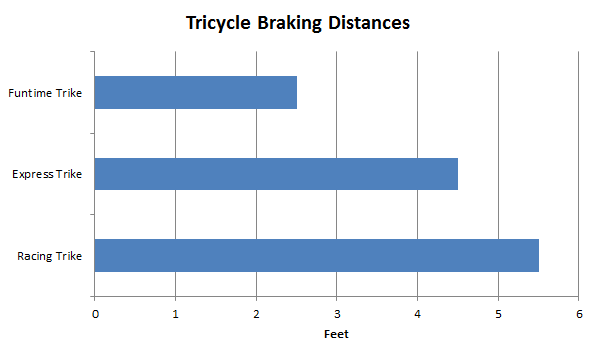 Tricycle Braking Distances
Funtime Trike
Express Trike
Racing Trike
0 1 2 3 4 5 6
Feet